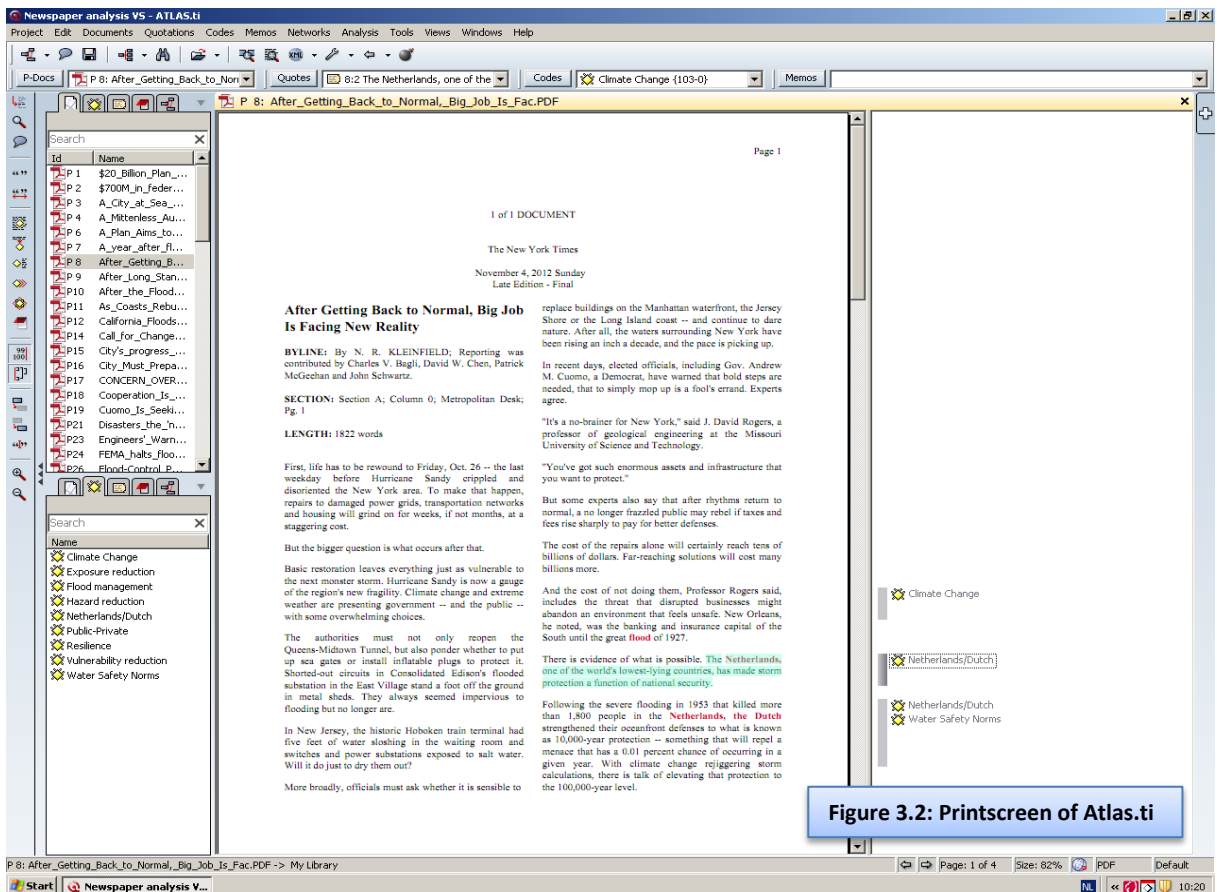 Newspaper analysis VS - ATLAS.ti
Project Edit Documents Quotations Codes Memos Networks Analysis Tools Views Windows Help
P-Docs P 8: After_Getting_Back_to_Nor Quotes 8:2 The Netherlands, one of the Codes Climate Change {103-0} Memos
P 8: After_Getting_Back_to_Normal,_Big_Job_Is_Fac.PDF
Search
Id Name
P 1 $20_Billion_Plan_...
P 2 $700M_in_feder...
P 3 A_City_at_Sea_...
P 4 A_Mittenless_Au...
P 6 A_Plan_Aims_to...
P 7 A_year_after_fl...
P 8 After_Getting_B...
P 9 After_Long_Stan...
P10 After_the_Flood...
P11 As_Coasts_Rebu...
P12 California_Floods...
P14 Call_for_Change...
P15 City's_progress_...
P16 City_Must_Prepa...
P17 CONCERN_OVER...
P18 Cooperation_Is_...
P19 Cuomo_Is_Seeki...
P21 Disasters_the_'n...
P23 Engineers'_Warn...
P24 FEMA_halts_floo...
P26 Flood-Control_P...
Search
Name
Climate Change
Exposure reduction
Flood management
Hazard reduction
Netherlands/Dutch
Public-Private
Resilience
Vulnerability reduction
Water Safety Norms
Page 1
1 of 1 DOCUMENT
The New York Times
November 4, 2012 Sunday
Late Edition - Final
After Getting Back to Normal, Big Job
Is Facing New Reality
BYLINE: By N. R. KLEINFIELD; Reporting was
contributed by Charles V. Bagli, David W. Chen, Patrick
McGeehan and John Schwartz.
SECTION: Section A; Column 0; Metropolitan Desk;
Pg. 1
LENGTH: 1822 words
First, life has to be rewound to Friday, Oct. 26 -- the last
weekday before Hurricane Sandy crippled and
disoriented the New York area. To make that happen,
repairs to damaged power grids, transportation networks
and housing will grind on for weeks, if not months, at a
staggering cost.
But the bigger question is what occurs after that.
Basic restoration leaves everything just as vulnerable to
the next monster storm. Hurricane Sandy is now a gauge
of the region's new fragility. Climate change and extreme
weather are presenting government -- and the public --
with some overwhelming choices.
The authorities must not only reopen the
Queens-Midtown Tunnel, but also ponder whether to put
up sea gates or install inflatable plugs to protect it.
Shorted-out circuits in Consolidated Edison's flooded
substation in the East Village stand a foot off the ground
in metal sheds. They always seemed impervious to
flooding but no longer are.
In New Jersey, the historic Hoboken train terminal had
five feet of water sloshing in the waiting room and
switches and power substations exposed to salt water.
Will it do just to dry them out?
More broadly, officials must ask whether it is sensible to
replace buildings on the Manhattan waterfront, the Jersey
Shore or the Long Island coast -- and continue to dare
nature. After all, the waters surrounding New York have
been rising an inch a decade, and the pace is picking up.
In recent days, elected officials, including Gov. Andrew
M. Cuomo, a Democrat, have warned that bold steps are
needed, that to simply mop up is a fool's errand. Experts
agree.
"It's a no-brainer for New York," said J. David Rogers, a
professor of geological engineering at the Missouri
University of Science and Technology.
"You've got such enormous assets and infrastructure that
you want to protect."
But some experts also say that after rhythms return to
normal, a no longer frazzled public may rebel if taxes and
fees rise sharply to pay for better defenses.
The cost of the repairs alone will certainly reach tens of
billions of dollars. Far-reaching solutions will cost many
billions more.
And the cost of not doing them, Professor Rogers said,
includes the threat that disrupted businesses might
abandon an environment that feels unsafe. New Orleans,
he noted, was the banking and insurance capital of the
South until the great flood of 1927.
There is evidence of what is possible. The Netherlands,
one of the world's lowest-lying countries, has made storm
protection a function of national security.
Following the severe flooding in 1953 that killed more
than 1,800 people in the Netherlands, the Dutch
strengthened their oceanfront defenses to what is known
as 10,000-year protection -- something that will repel a
menace that has a 0.01 percent chance of occurring in a
given year. With climate change rejiggering storm
calculations, there is talk of elevating that protection to
the 100,000-year level.
Climate Change
Netherlands/Dutch
Netherlands/Dutch
Water Safety Norms
Figure 3.2: Printscreen of Atlas.ti
P 8: After_Getting_Back_to_Normal,_Big_Job_Is_Fac.PDF -> My Library Page: 1 of 4 Size: 82% PDF Default
Start Newspaper analysis V... NL 10:20